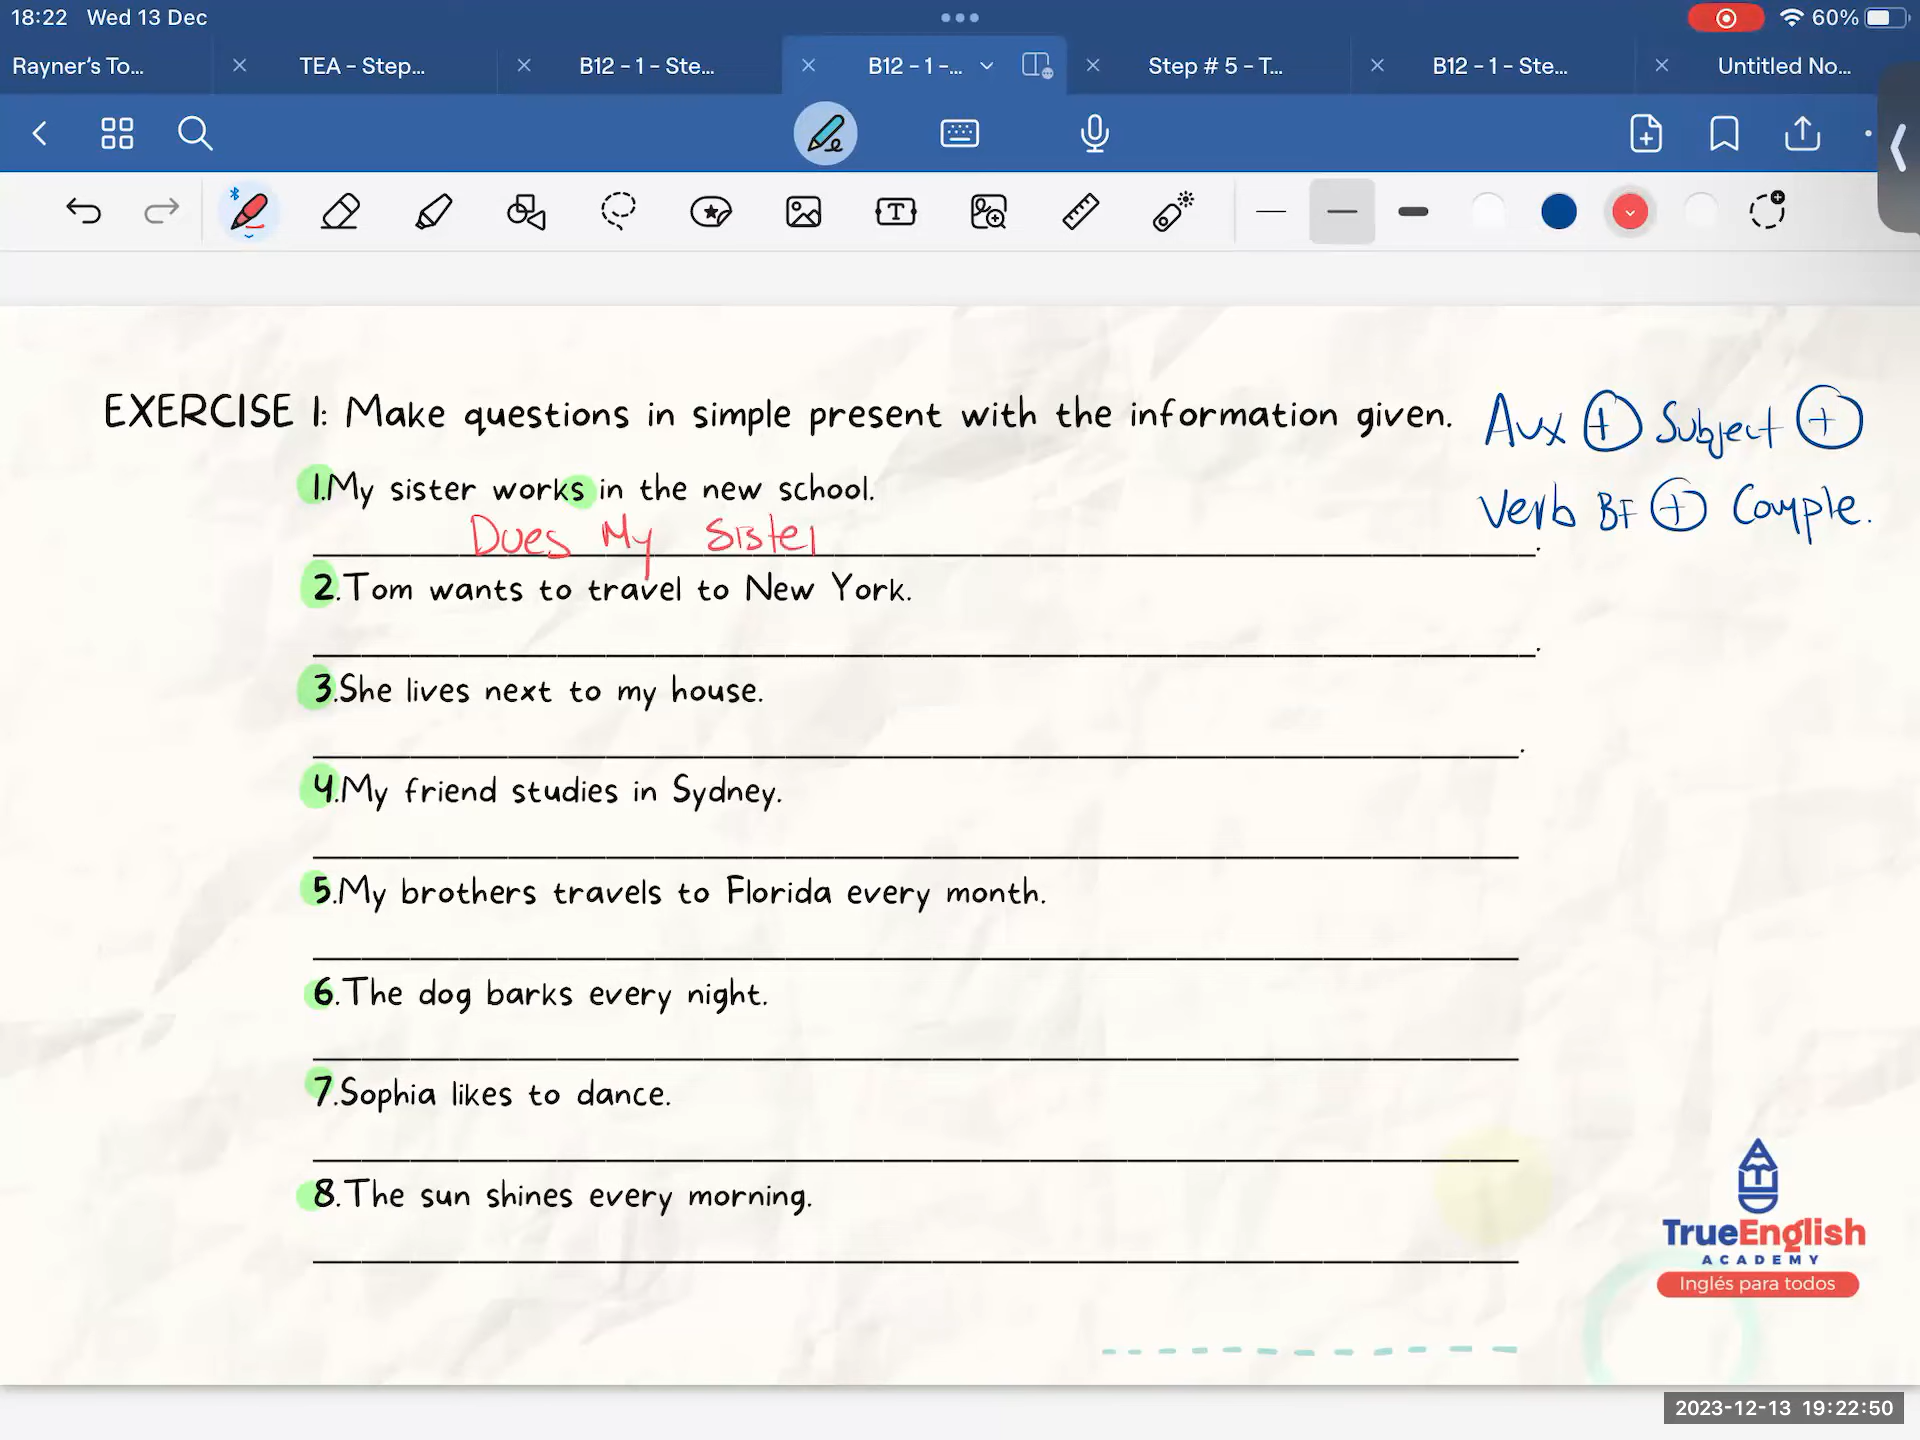 18:22 Wed 13 Dec
60%
Rayner's To... TEA - Step... B12 - 1 - Ste... B12 - 1 -... Step # 5 - T... B12 - 1 - Ste... Untitled No...
EXERCISE 1: Make questions in simple present with the information given.
Aux + Subject +
Verb BF + Comple.
1.My sister works in the new school.
Does My Sister
2.Tom wants to travel to New York.
3.She lives next to my house.
4.My friend studies in Sydney.
5.My brothers travels to Florida every month.
6.The dog barks every night.
7.Sophia likes to dance.
8.The sun shines every morning.
TrueEnglish
ACADEMY
Inglés para todos
2023-12-13 19:22:50